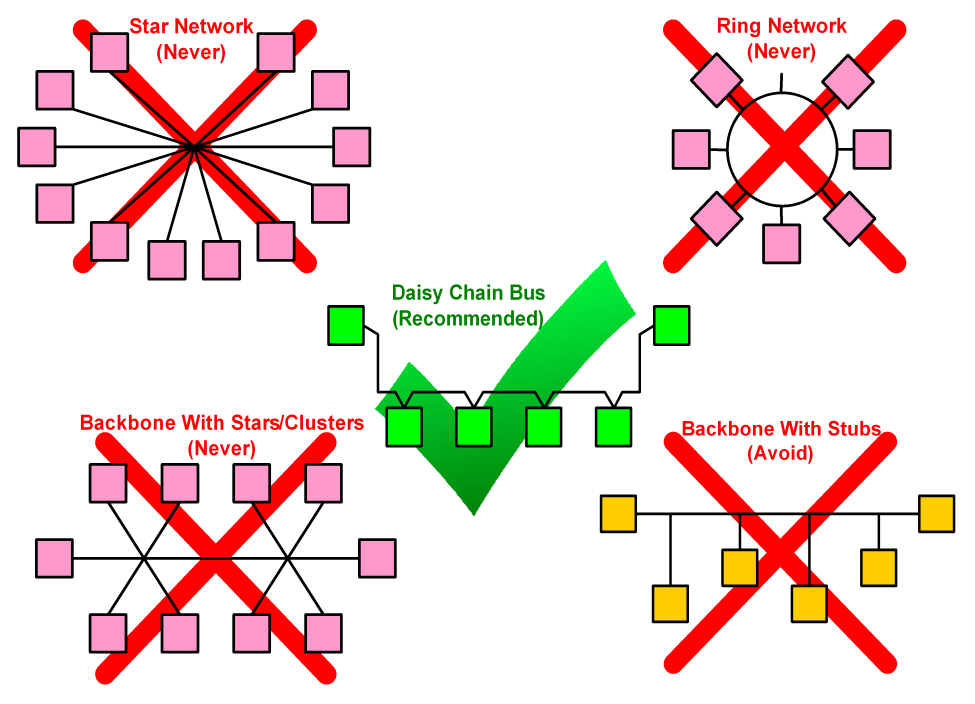 Star Network
(Never)
Ring Network
(Never)
Daisy Chain Bus
(Recommended)
Backbone With Stars/Clusters
(Never)
Backbone With Stubs
(Avoid)